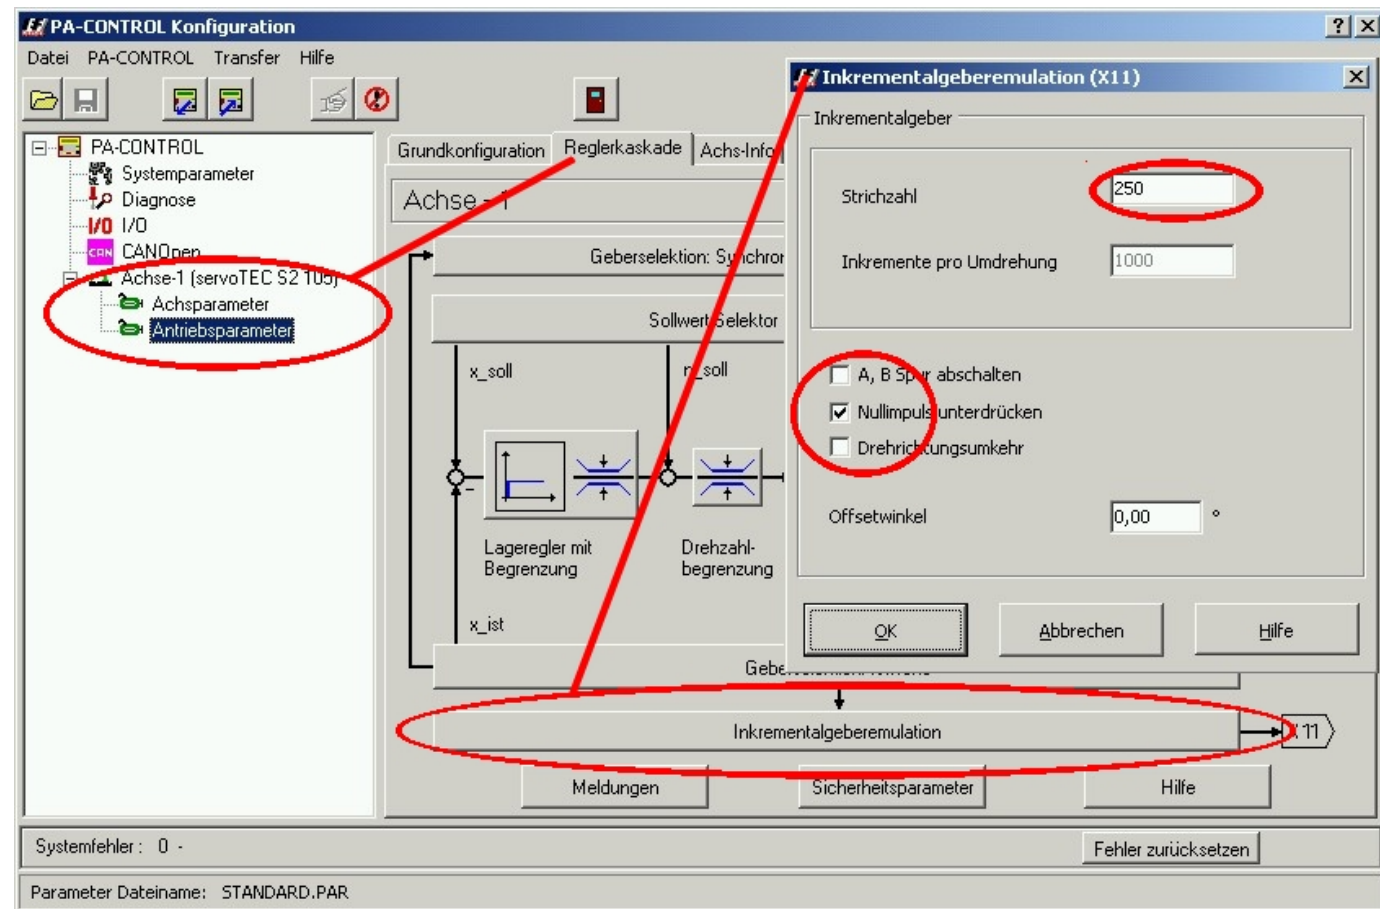 PA-CONTROL Konfiguration
Datei PA-CONTROL Transfer Hilfe
PA-CONTROL
Systemparameter
Diagnose
I/O I/O
CAN CANOpen
Achse-1 (servoTEC S2 105)
Achsparameter
Antriebsparameter
Grundkonfiguration Reglerkaskade Achs-Info
Achse - 1
Geberselektion: Synchron
Sollwert Selektor
x_soll n_soll
Lageregler mit
Begrenzung
Drehzahl-
begrenzung
x_ist
Inkrementalgeberemulation
X 11
Meldungen Sicherheitsparameter Hilfe
Inkrementalgeberemulation (X11)
Inkrementalgeber
Strichzahl 250
Inkremente pro Umdrehung 1000
A, B Spur abschalten
Nullimpuls unterdrücken
Drehrichtungsumkehr
Offsetwinkel 0,00 °
OK Abbrechen Hilfe
Systemfehler : 0 - Fehler zurücksetzen
Parameter Dateiname: STANDARD.PAR